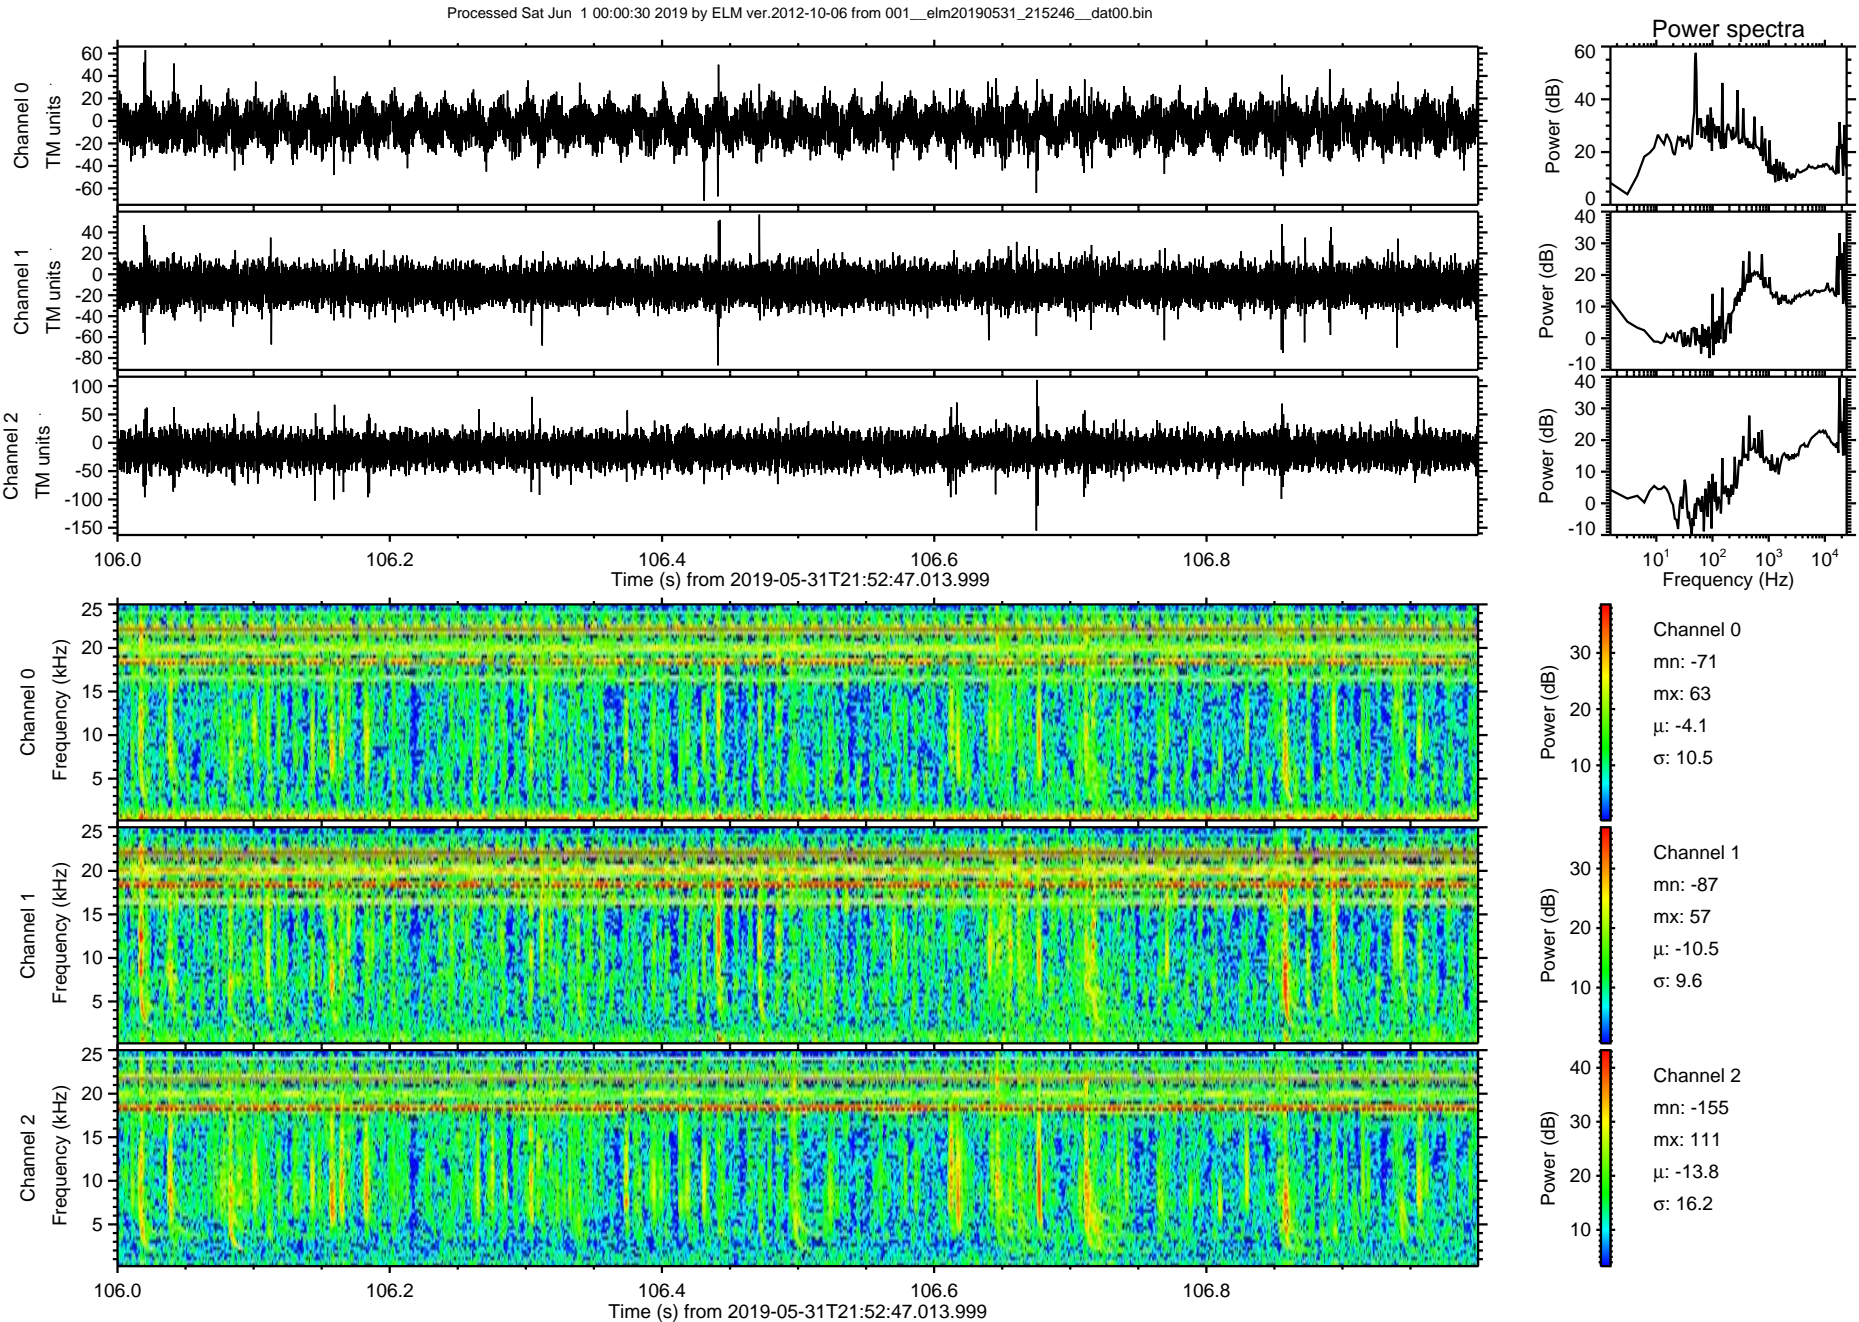 Processed Sat Jun  1 00:00:30 2019 by ELM ver.2012-10-06 from 001__elm20190531_215246__dat00.bin
Power spectra
Channel 0
TM units
60
40
20
0
-20
-40
-60
Power (dB)
60
40
20
0
Channel 1
TM units
40
20
0
-20
-40
-60
-80
Power (dB)
40
30
20
10
0
-10
Channel 2
TM units
100
50
0
-50
-100
-150
Power (dB)
40
30
20
10
0
-10
106.0 106.2 106.4 106.6 106.8
Time (s) from 2019-05-31T21:52:47.013.999
10¹ 10² 10³ 10⁴
Frequency (Hz)
Channel 0
Frequency (kHz)
25
20
15
10
5
Power (dB)
30
20
10
Channel 0
mn: -71
mx: 63
μ: -4.1
σ: 10.5
Channel 1
Frequency (kHz)
25
20
15
10
5
Power (dB)
30
20
10
Channel 1
mn: -87
mx: 57
μ: -10.5
σ: 9.6
Channel 2
Frequency (kHz)
25
20
15
10
5
Power (dB)
40
30
20
10
Channel 2
mn: -155
mx: 111
μ: -13.8
σ: 16.2
106.0 106.2 106.4 106.6 106.8
Time (s) from 2019-05-31T21:52:47.013.999